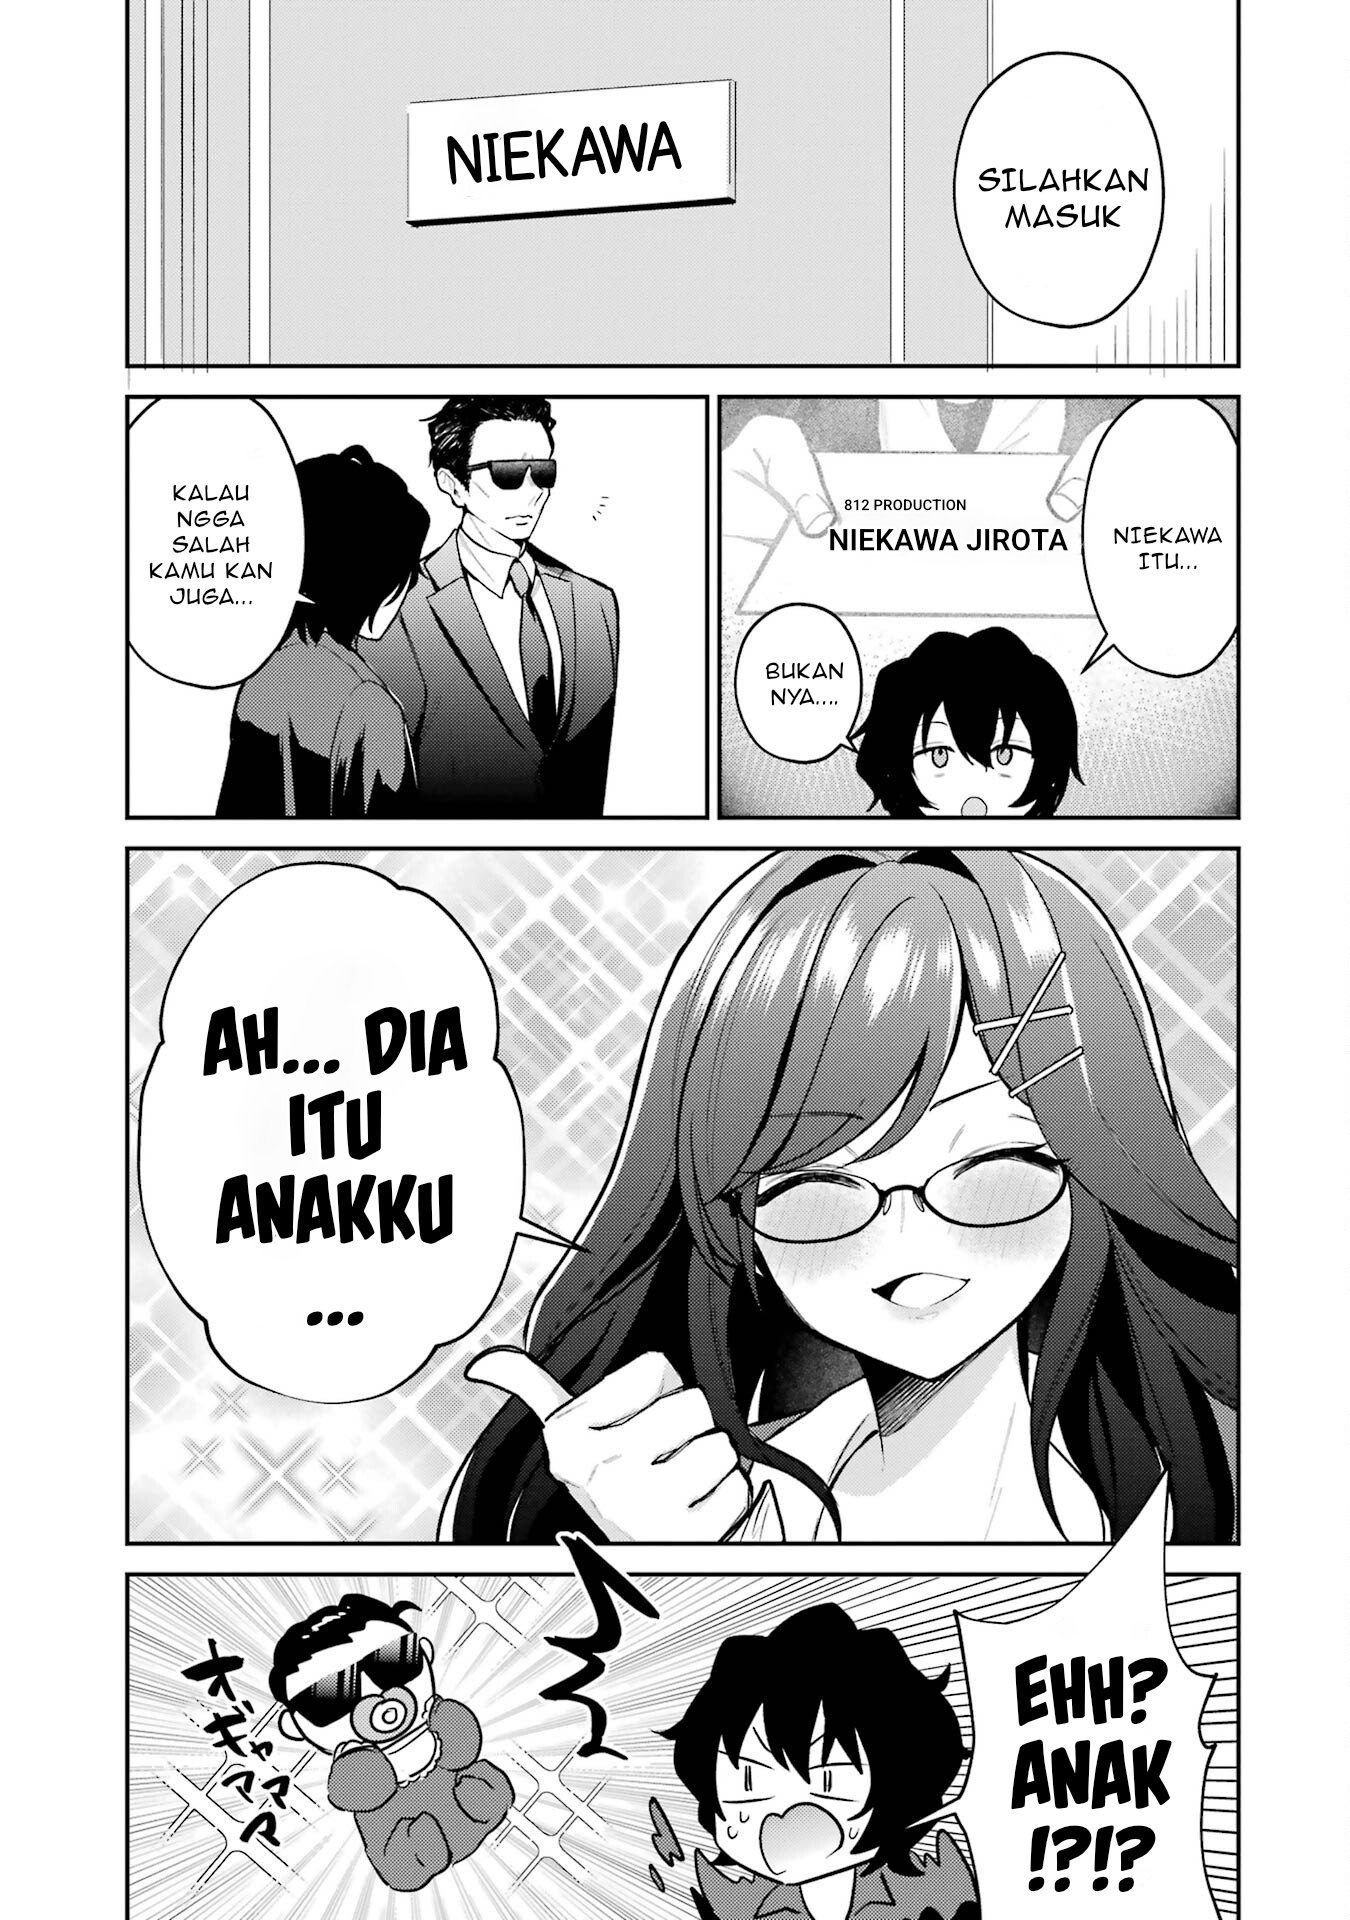 SILAHKAN
MASUK
NIEKAWA
NIEKAWA
ITU...
812 PRODUCTION
NIEKAWA JIROTA
BUKAN
NYA....
KALAU
NGGA
SALAH
KAMU KAN
JUGA...
AH... DIA
ITU
ANAKKU
...
EHH?
ANAK
!?!?
オギャアアア